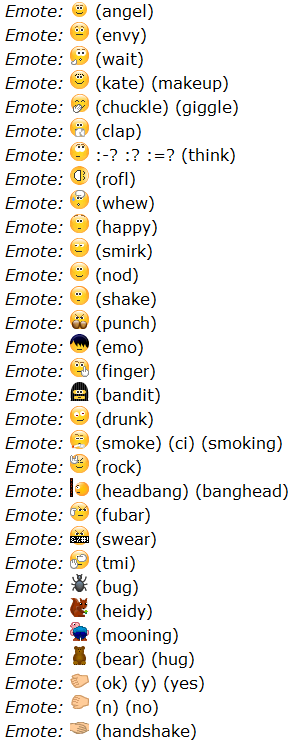 Emote: (angel)
Emote: (envy)
Emote: (wait)
Emote: (kate) (makeup)
Emote: (chuckle) (giggle)
Emote: (clap)
Emote: :-? :? :=? (think)
Emote: (rofl)
Emote: (whew)
Emote: (happy)
Emote: (smirk)
Emote: (nod)
Emote: (shake)
Emote: (punch)
Emote: (emo)
Emote: (finger)
Emote: (bandit)
Emote: (drunk)
Emote: (smoke) (ci) (smoking)
Emote: (rock)
Emote: (headbang) (banghead)
Emote: (fubar)
Emote: (swear)
Emote: (tmi)
Emote: (bug)
Emote: (heidy)
Emote: (mooning)
Emote: (bear) (hug)
Emote: (ok) (y) (yes)
Emote: (n) (no)
Emote: (handshake)